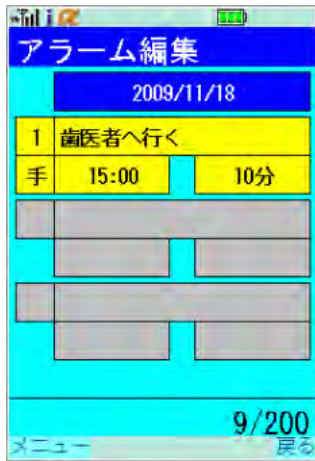 アラーム編集
2009/11/18
1 歯医者へ行く
手 15:00 10分
9/200
メニュー 戻る